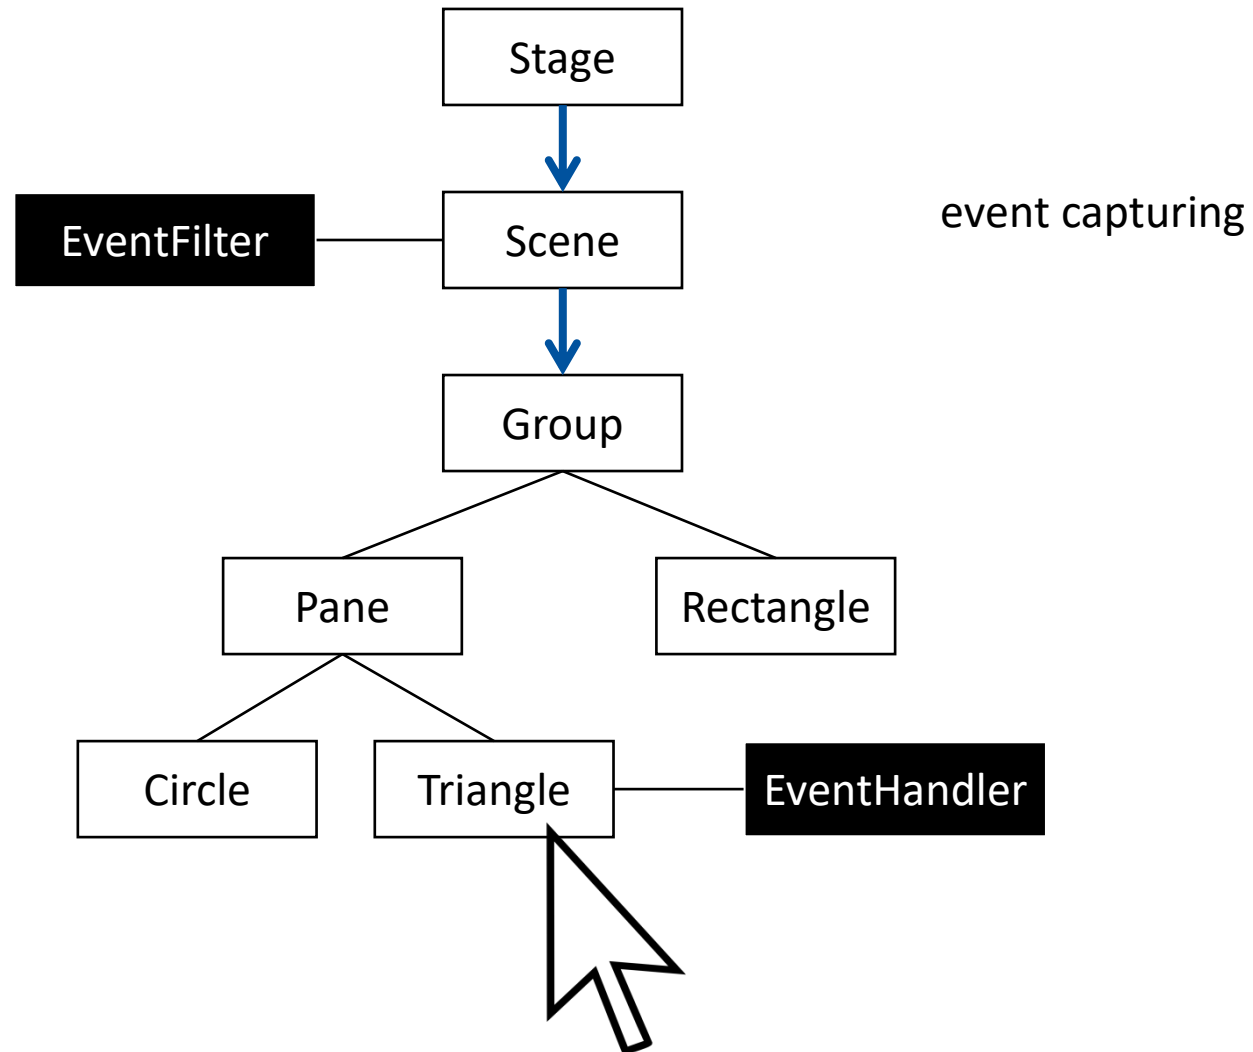 Stage
event capturing
EventFilter
Scene
Group
Pane
Rectangle
Circle
Triangle
EventHandler